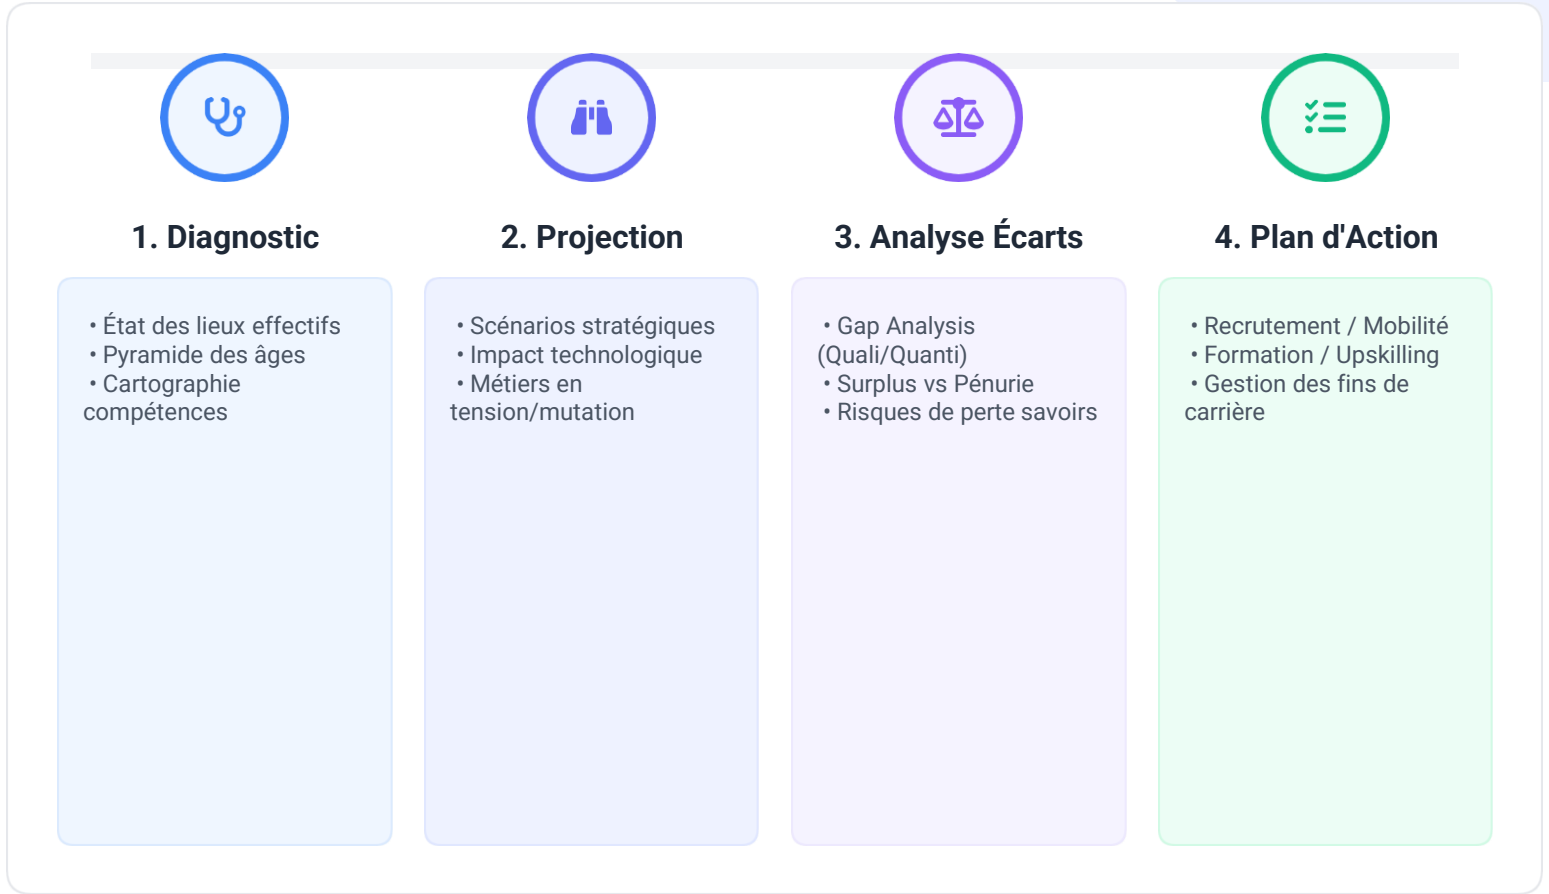 1. Diagnostic
• État des lieux effectifs
• Pyramide des âges
• Cartographie
compétences
2. Projection
• Scénarios stratégiques
• Impact technologique
• Métiers en
tension/mutation
3. Analyse Écarts
• Gap Analysis
(Quali/Quanti)
• Surplus vs Pénurie
• Risques de perte savoirs
4. Plan d'Action
• Recrutement / Mobilité
• Formation / Upskilling
• Gestion des fins de
carrière